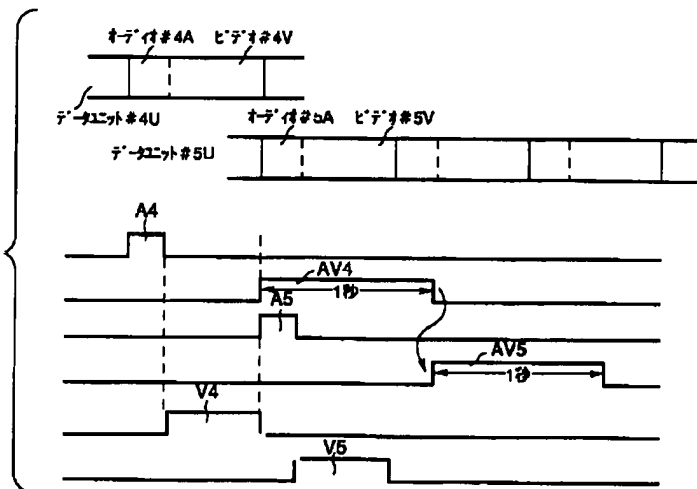 オーディオ#4A ビデオ#4V
データユニット#4U
オーディオ#5A ビデオ#5V
データユニット#5U
A4
AV4
1秒
A5
AV5
1秒
V4
V5